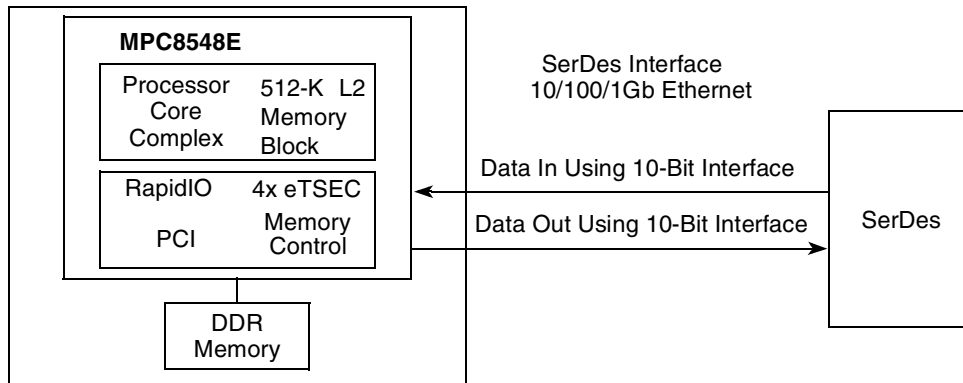 MPC8548E
Processor
Core
Complex
512-K L2
Memory
Block
RapidIO
4x eTSEC
PCI
Memory
Control
DDR
Memory
SerDes Interface
10/100/1Gb Ethernet
Data In Using 10-Bit Interface
Data Out Using 10-Bit Interface
SerDes